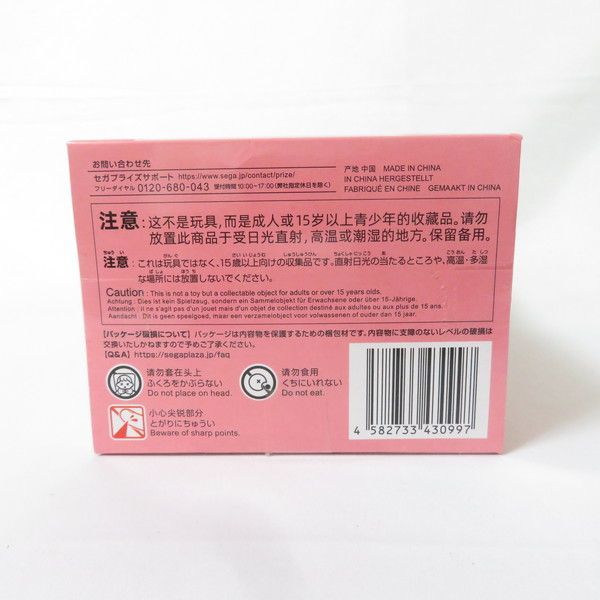 お問い合わせ先
セガプライズサポート https://www.sega.jp/contact/prize/
フリーダイヤル 0120-680-043 受付時間10:00~17:00(弊社指定休日を除く)
产地 中国 MADE IN CHINA
IN CHINA HERGESTELLT
FABRIQUÉ EN CHINE GEMAAKT IN CHINA
注意:这不是玩具,而是成人或15岁以上青少年的收藏品。请勿
放置此商品于受日光直射,高温或潮湿的地方。保留备用。
注意:これは玩具ではなく、15歳以上向けの収集品です。直射日光の当たるところや、高温・多湿
な場所には放置しないでください。
Caution : This is not a toy but a collectable object for adults or over 15 years olds.
Achtung : Dies ist kein Spielzeug, sondern ein Sammelobjekt für Erwachsene oder über 15-Jährige.
Attention : il ne s'agit pas d'un jouet mais d'un objet de collection destiné aux adultes ou aux plus de 15 ans.
Aandacht : Dit is geen speelgoed, maar een verzamelobject voor volwassenen of ouder dan 15 jaar.
【パッケージ破損について】パッケージは内容物を保護するための梱包材です。内容物に支障のないレベルの破損は
交換いたしかねますので予めご了承ください。
【Q&A】https://segaplaza.jp/faq
请勿套在头上
ふくろをかぶらない
Do not place on head.
请勿食用
くちにいれない
Do not eat.
小心尖锐部分
とがりにちゅうい
Beware of sharp points.
4 582733 430997